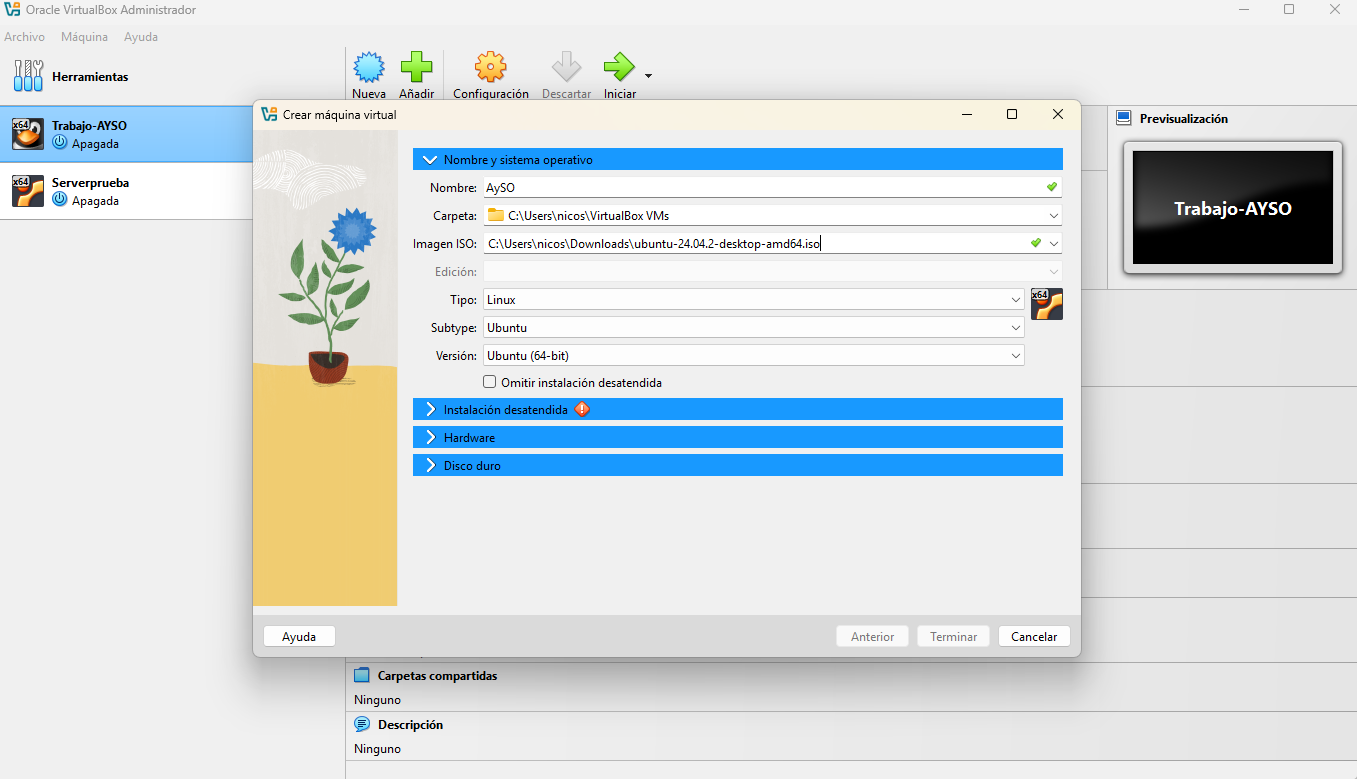 Oracle VirtualBox Administrador
Archivo Máquina Ayuda
Herramientas
Nueva Añadir Configuración Descartar Iniciar
x64 Trabajo-AYSO
Apagada
x64 Serverprueba
Apagada
Crear máquina virtual
Nombre y sistema operativo
Nombre: AySO
Carpeta: C:\Users\nicos\VirtualBox VMs
Imagen ISO: C:\Users\nicos\Downloads\ubuntu-24.04.2-desktop-amd64.iso
Edición:
Tipo: Linux
x64
Subtype: Ubuntu
Versión: Ubuntu (64-bit)
Omitir instalación desatendida
Instalación desatendida
Hardware
Disco duro
Ayuda Anterior Terminar Cancelar
Previsualización
Trabajo-AYSO
Carpetas compartidas
Ninguno
Descripción
Ninguno